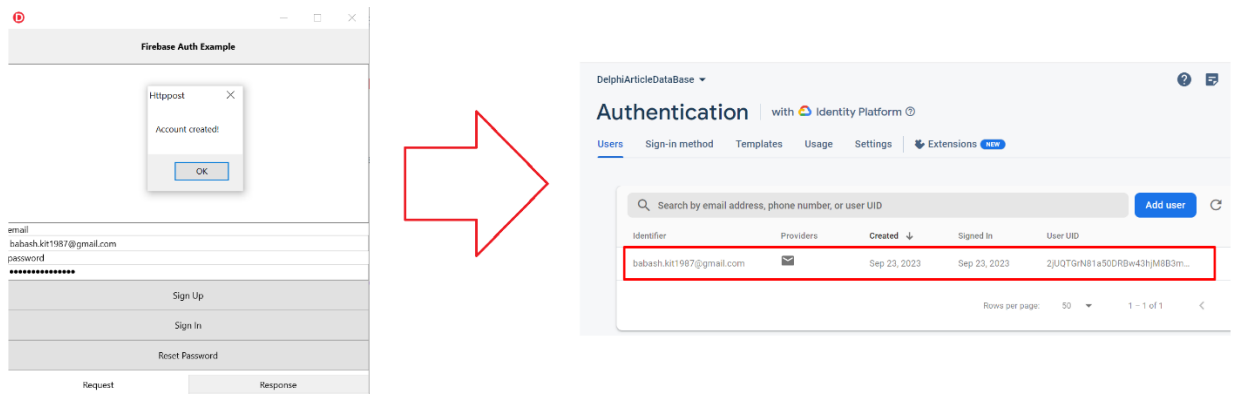 Firebase Auth Example
Httppost
Account created!
OK
email
babash.kit1987@gmail.com
password
•••••••••••••••
Sign Up
Sign In
Reset Password
Request Response
DelphiArticleDataBase
Authentication with Identity Platform
Users Sign-in method Templates Usage Settings Extensions NEW
Search by email address, phone number, or user UID Add user
Identifier Providers Created Signed In User UID
babash.kit1987@gmail.com Sep 23, 2023 Sep 23, 2023 2jUQTGrN81a50DRBw43hjM8B3m...
Rows per page: 50 1 – 1 of 1